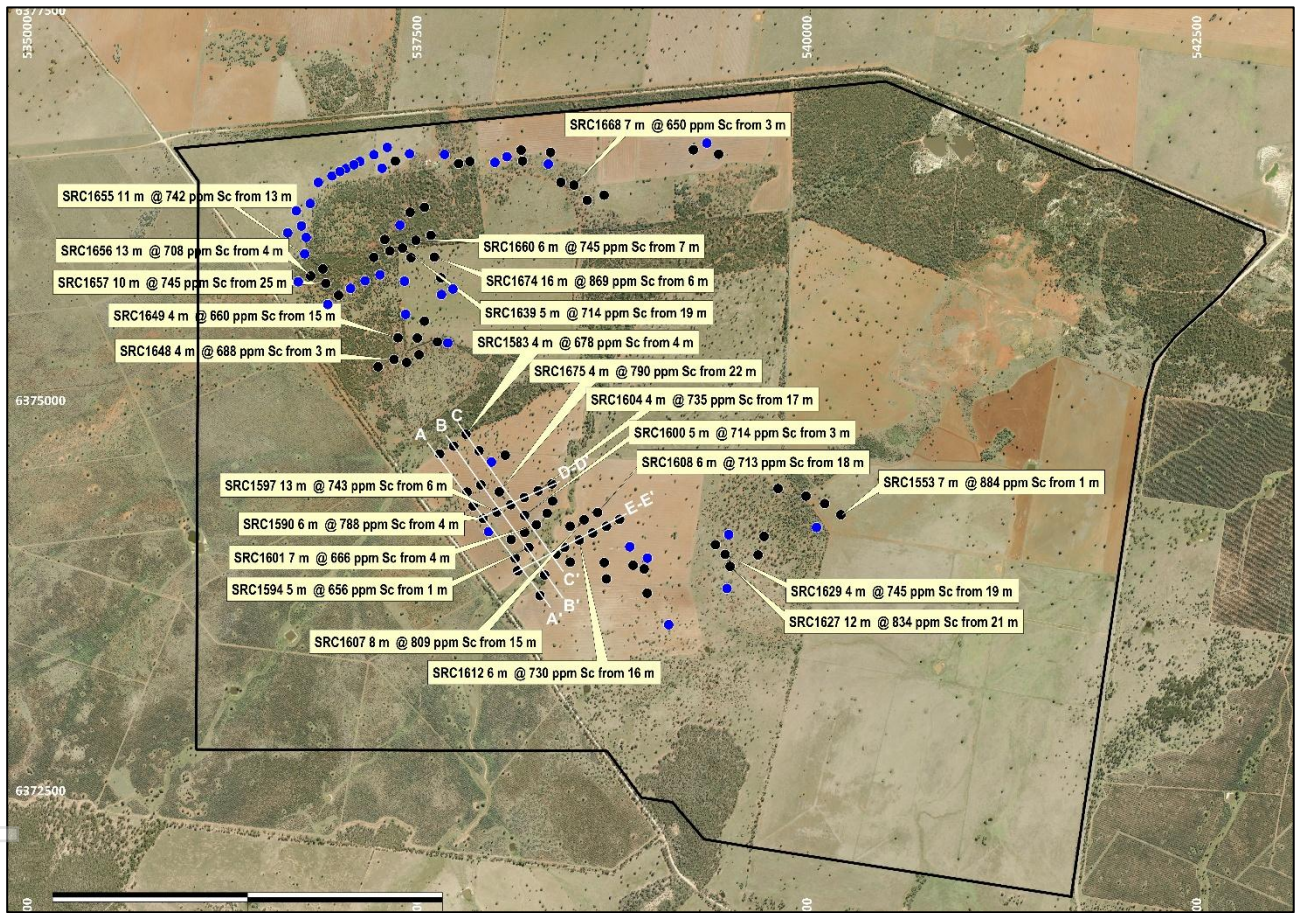 6377500
535000
537500
540000
542500
SRC1668 7 m @ 650 ppm Sc from 3 m
SRC1655 11 m @ 742 ppm Sc from 13 m
SRC1656 13 m @ 708 ppm Sc from 4 m
SRC1660 6 m @ 745 ppm Sc from 7 m
SRC1657 10 m @ 745 ppm Sc from 25 m
SRC1674 16 m @ 869 ppm Sc from 6 m
SRC1649 4 m @ 660 ppm Sc from 15 m
SRC1639 5 m @ 714 ppm Sc from 19 m
SRC1648 4 m @ 688 ppm Sc from 3 m
SRC1583 4 m @ 678 ppm Sc from 4 m
SRC1675 4 m @ 790 ppm Sc from 22 m
6375000
SRC1604 4 m @ 735 ppm Sc from 17 m
A B C
SRC1600 5 m @ 714 ppm Sc from 3 m
SRC1608 6 m @ 713 ppm Sc from 18 m
D-D'
SRC1597 13 m @ 743 ppm Sc from 6 m
SRC1553 7 m @ 884 ppm Sc from 1 m
E-E'
SRC1590 6 m @ 788 ppm Sc from 4 m
SRC1601 7 m @ 666 ppm Sc from 4 m
SRC1594 5 m @ 656 ppm Sc from 1 m
C'
B'
A'
SRC1629 4 m @ 745 ppm Sc from 19 m
SRC1627 12 m @ 834 ppm Sc from 21 m
SRC1607 8 m @ 809 ppm Sc from 15 m
SRC1612 6 m @ 730 ppm Sc from 16 m
6372500